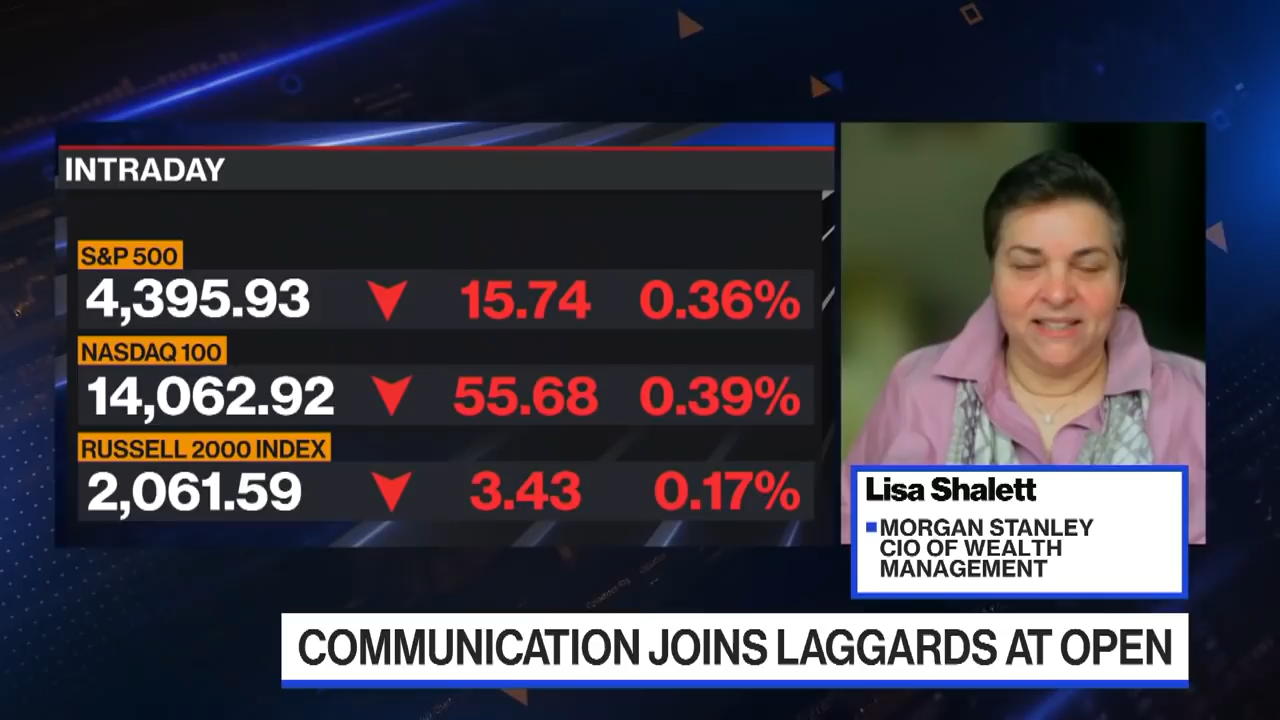 INTRADAY
S&P 500
4,395.93 15.74 0.36%
NASDAQ 100
14,062.92 55.68 0.39%
RUSSELL 2000 INDEX
2,061.59 3.43 0.17%
Lisa Shalett
MORGAN STANLEY
CIO OF WEALTH
MANAGEMENT
COMMUNICATION JOINS LAGGARDS AT OPEN